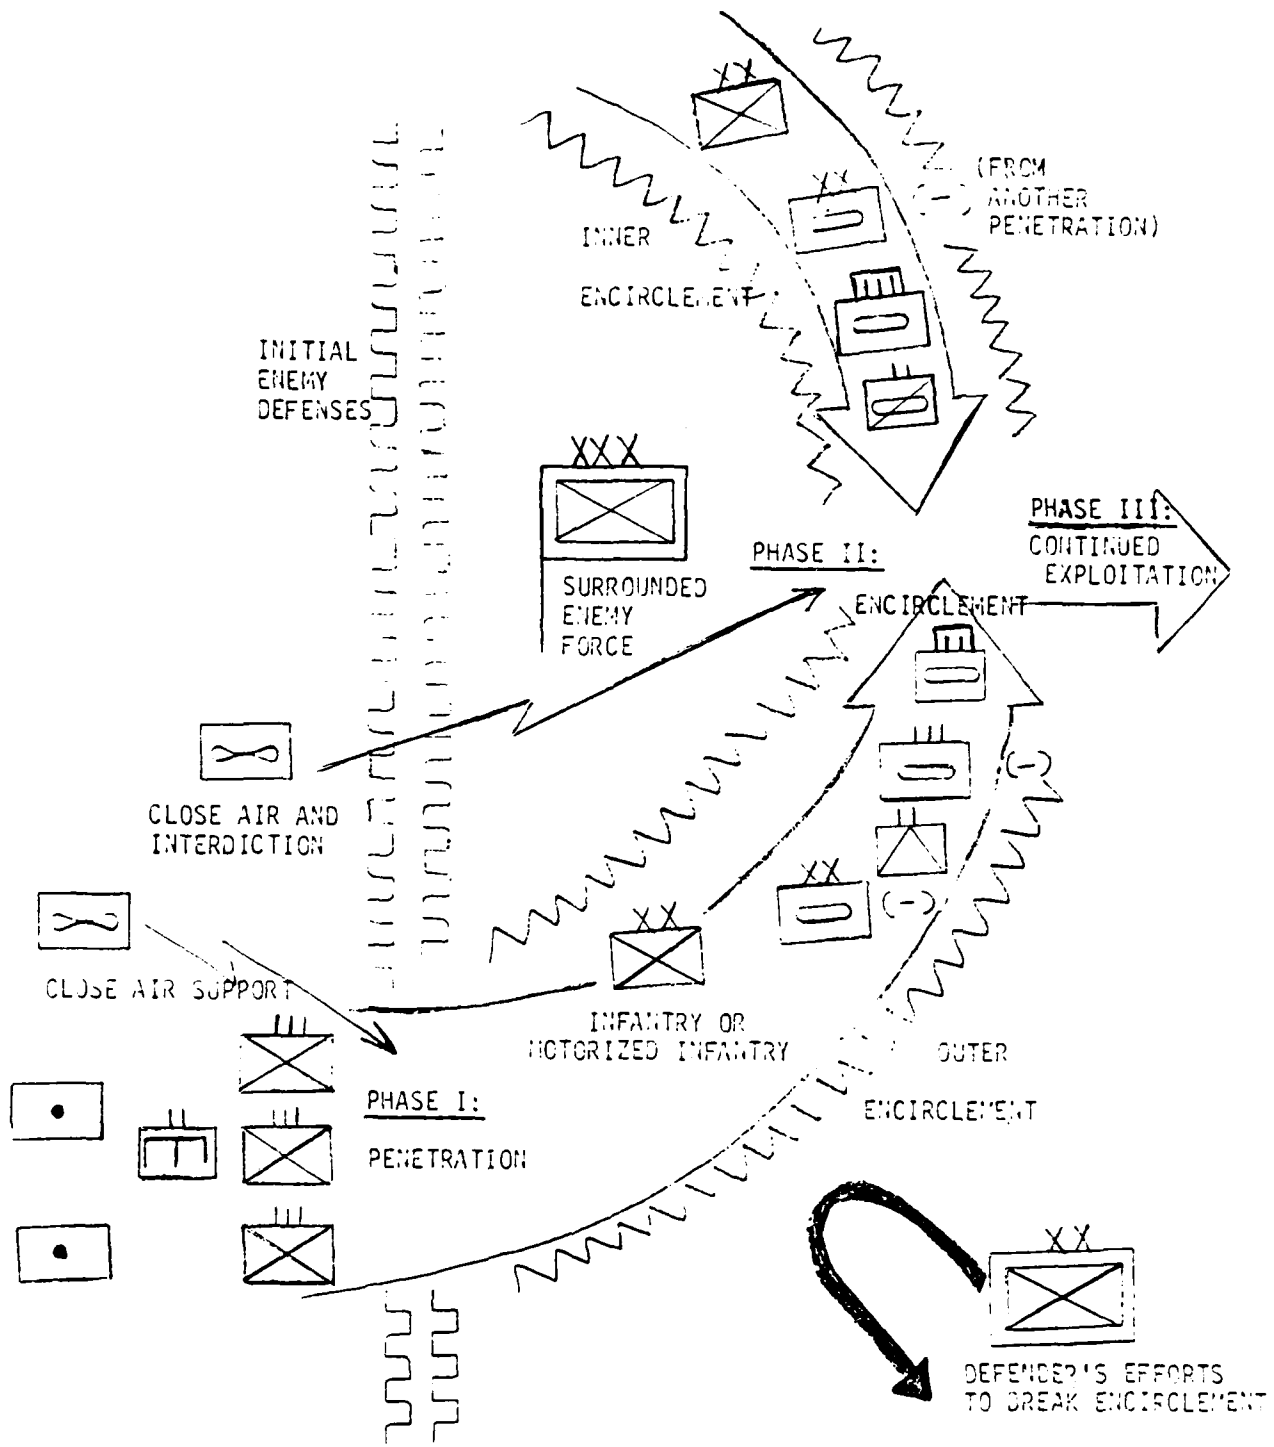 (FROM
ANOTHER
PENETRATION)
INNER
ENCIRCLEMENT
INITIAL
ENEMY
DEFENSES
PHASE III:
CONTINUED
EXPLOITATION
PHASE II:
ENCIRCLEMENT
SURROUNDED
ENEMY
FORCE
CLOSE AIR AND
INTERDICTION
CLOSE AIR SUPPORT
INFANTRY OR
MOTORIZED INFANTRY
OUTER
ENCIRCLEMENT
PHASE I:
PENETRATION
DEFENDER'S EFFORTS
TO BREAK ENCIRCLEMENT